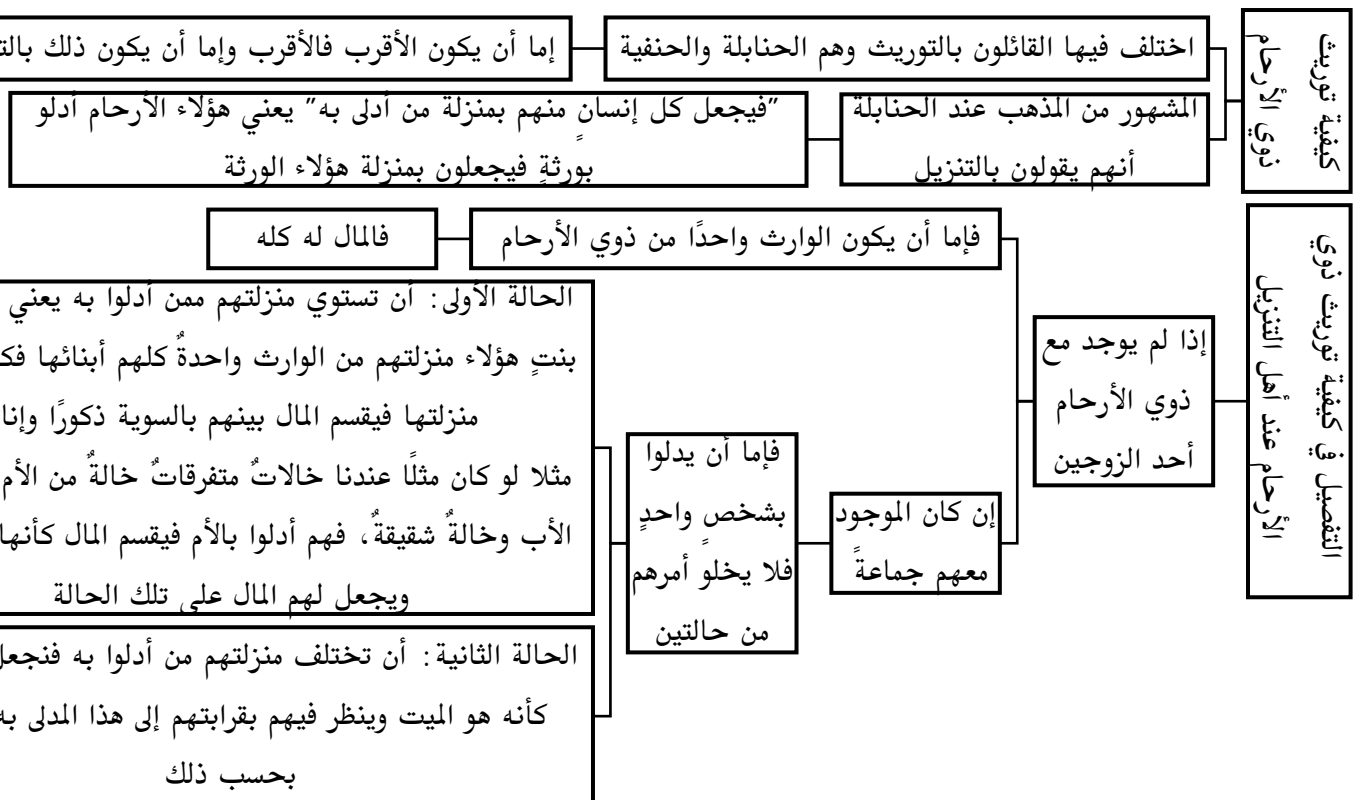 كيفية توريث
ذوي الأرحام
اختلف فيها القائلون بالتوريث وهم الحنابلة والحنفية
إما أن يكون الأقرب فالأقرب وإما أن يكون ذلك
المشهور من المذهب عند الحنابلة
أنهم يقولون بالتنزيل
"فيجعل كل إنسانٍ منهم بمنزلة من أدلى به" يعني هؤلاء الأرحام أدلو
بورثةٍ فيجعلون بمنزلة هؤلاء الورثة
التفصيل في كيفية توريث ذوي
الأرحام عند أهل التنزيل
إذا لم يوجد مع
ذوي الأرحام
أحد الزوجين
فإما أن يكون الوارث واحدًا من ذوي الأرحام
فالمال له كله
إن كان الموجود
معهم جماعةً
فإما أن يدلوا
بشخصٍ واحدٍ
فلا يخلو أمرهم
من حالتين
الحالة الأولى: أن تستوي منزلتهم ممن أدلوا به يعني
بنتٍ هؤلاء منزلتهم من الوارث واحدةٌ كلهم أبنائها
منزلتها فيقسم المال بينهم بالسوية ذكورًا
مثلا لو كان مثلًا عندنا خالاتٌ متفرقاتٌ خالةٌ من الأم
الأب وخالةٌ شقيقةٌ، فهم أدلوا بالأم فيقسم المال كأنها
ويجعل لهم المال على تلك الحالة
الحالة الثانية: أن تختلف منزلتهم من أدلوا به
كأنه هو الميت وينظر فيهم بقرابتهم إلى هذا المدلى به
بحسب ذلك